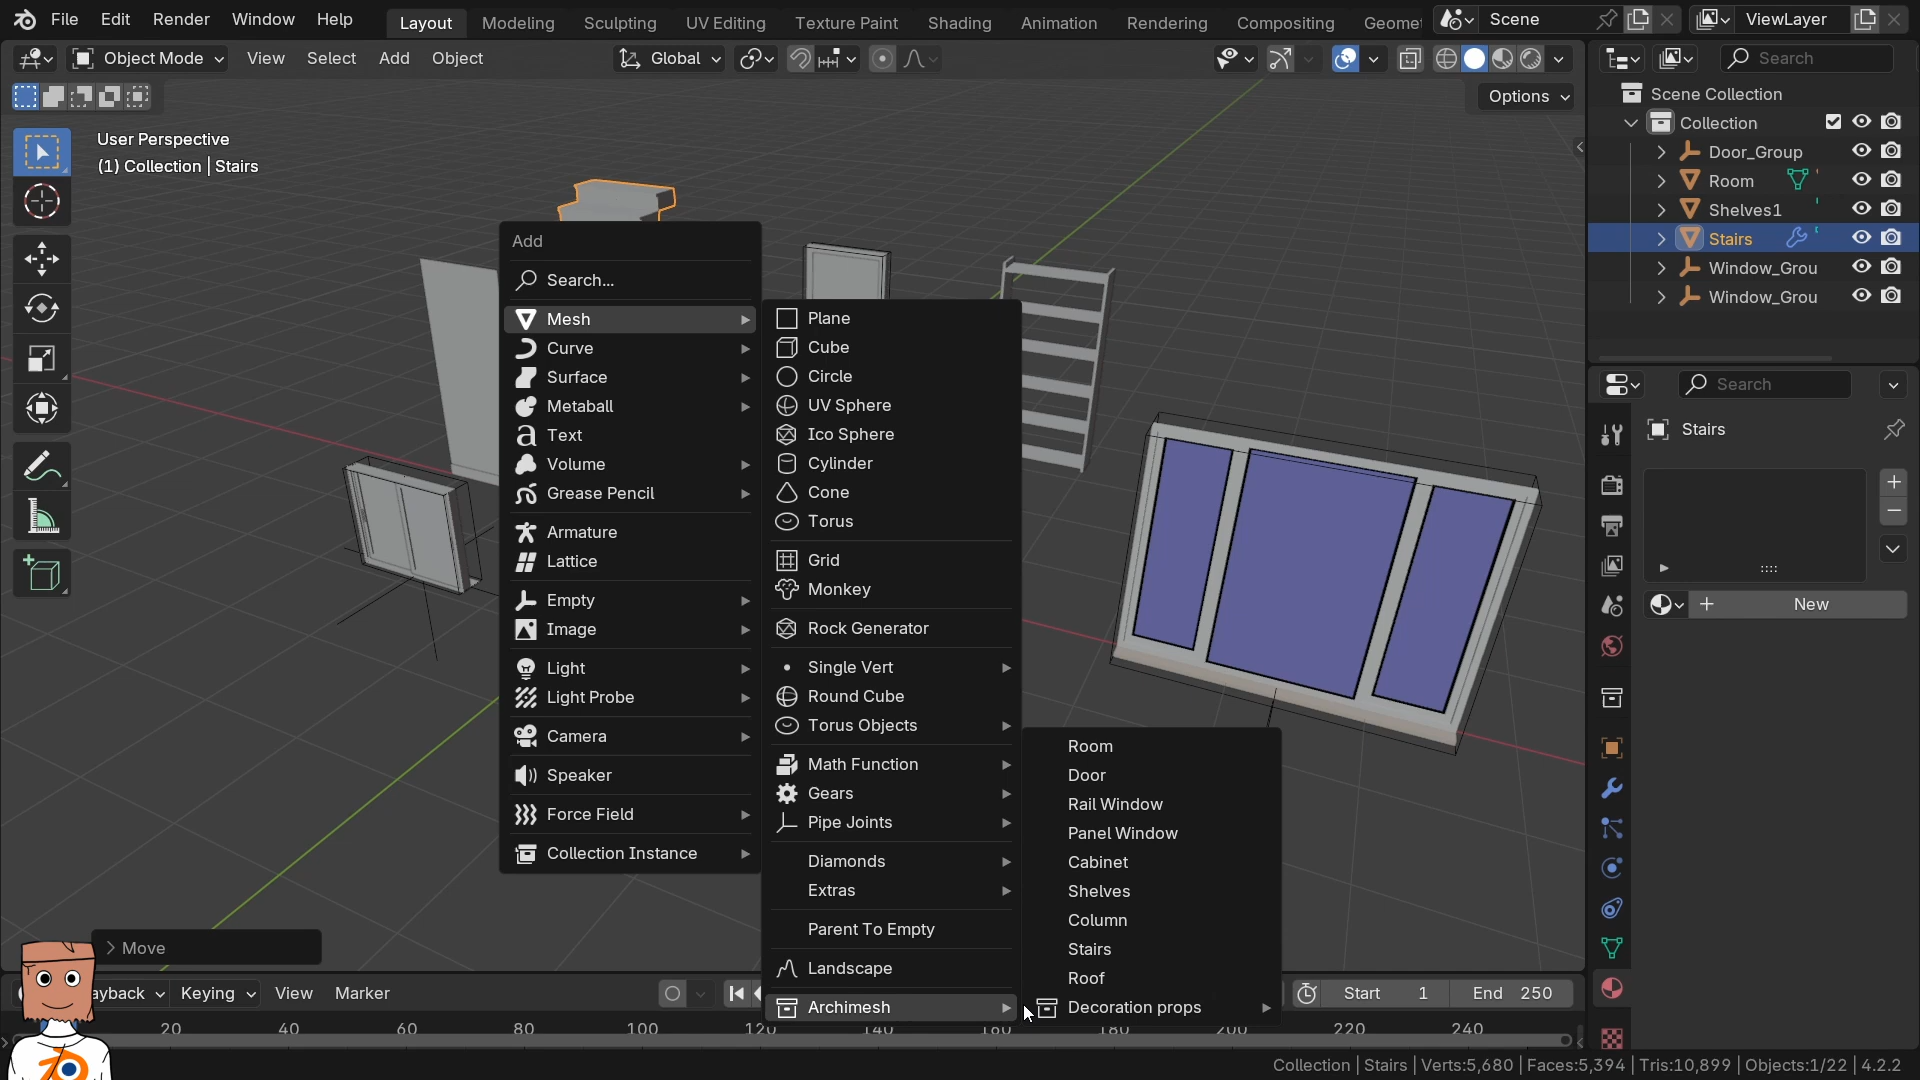 File Edit Render Window Help Layout Modeling Sculpting UV Editing Texture Paint Shading Animation Rendering Compositing Geomet Scene ViewLayer
Object Mode View Select Add Object Global Search
Options
User Perspective
(1) Collection | Stairs
Scene Collection
Collection
Door_Group
Room
Shelves1
Stairs
Window_Grou
Window_Grou
Search
Stairs
New
Add
Search...
Mesh
Curve
Surface
Metaball
Text
Volume
Grease Pencil
Armature
Lattice
Empty
Image
Light
Light Probe
Camera
Speaker
Force Field
Collection Instance
Plane
Cube
Circle
UV Sphere
Ico Sphere
Cylinder
Cone
Torus
Grid
Monkey
Rock Generator
Single Vert
Round Cube
Torus Objects
Math Function
Gears
Pipe Joints
Diamonds
Extras
Parent To Empty
Landscape
Archimesh
Room
Door
Rail Window
Panel Window
Cabinet
Shelves
Column
Stairs
Roof
Decoration props
Move
ayback Keying View Marker Start 1 End 250
20 40 60 80 100 120 140 160 180 200 220 240
Collection | Stairs | Verts:5,680 | Faces:5,394 | Tris:10,899 | Objects:1/22 | 4.2.2